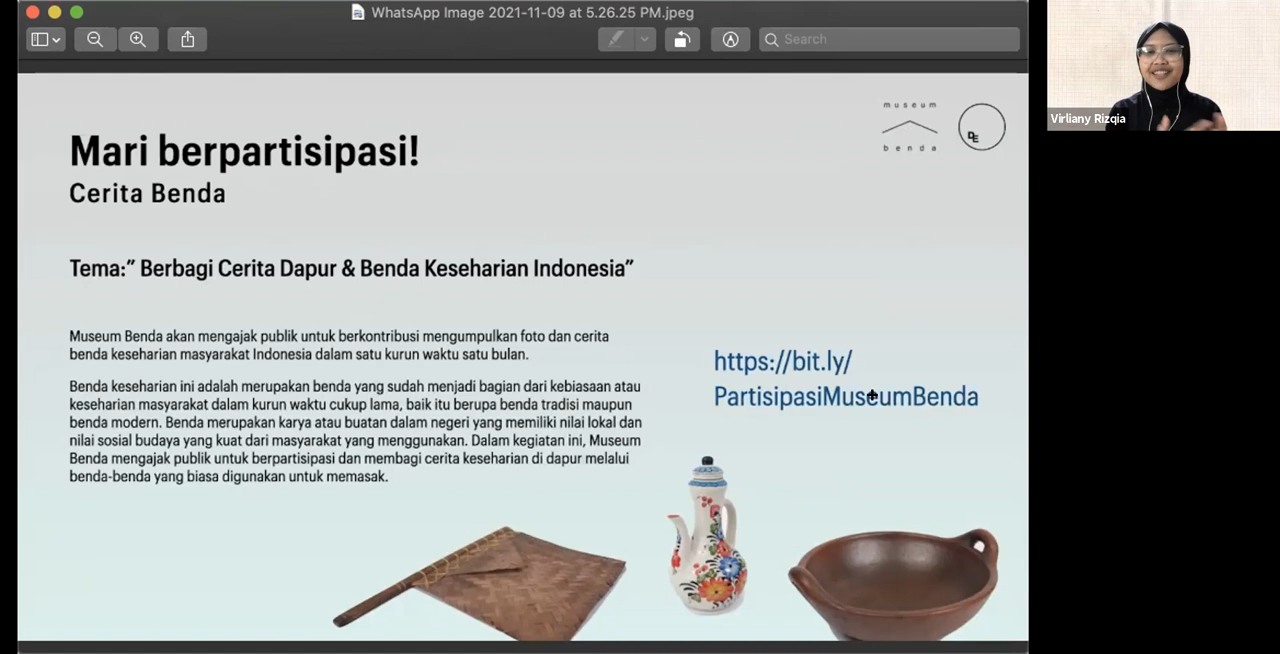 WhatsApp Image 2021-11-09 at 5.26.25 PM.jpeg
Search
museum
benda
DE
Mari berpartisipasi!
Cerita Benda
Tema:” Berbagi Cerita Dapur & Benda Keseharian Indonesia”
Museum Benda akan mengajak publik untuk berkontribusi mengumpulkan foto dan cerita
benda keseharian masyarakat Indonesia dalam satu kurun waktu satu bulan.
Benda keseharian ini adalah merupakan benda yang sudah menjadi bagian dari kebiasaan atau
keseharian masyarakat dalam kurun waktu cukup lama, baik itu berupa benda tradisi maupun
benda modern. Benda merupakan karya atau buatan dalam negeri yang memiliki nilai lokal dan
nilai sosial budaya yang kuat dari masyarakat yang menggunakan. Dalam kegiatan ini, Museum
Benda mengajak publik untuk berpartisipasi dan membagi cerita keseharian di dapur melalui
benda-benda yang biasa digunakan untuk memasak.
https://bit.ly/
PartisipasiMuseumBenda
Virliany Rizqia